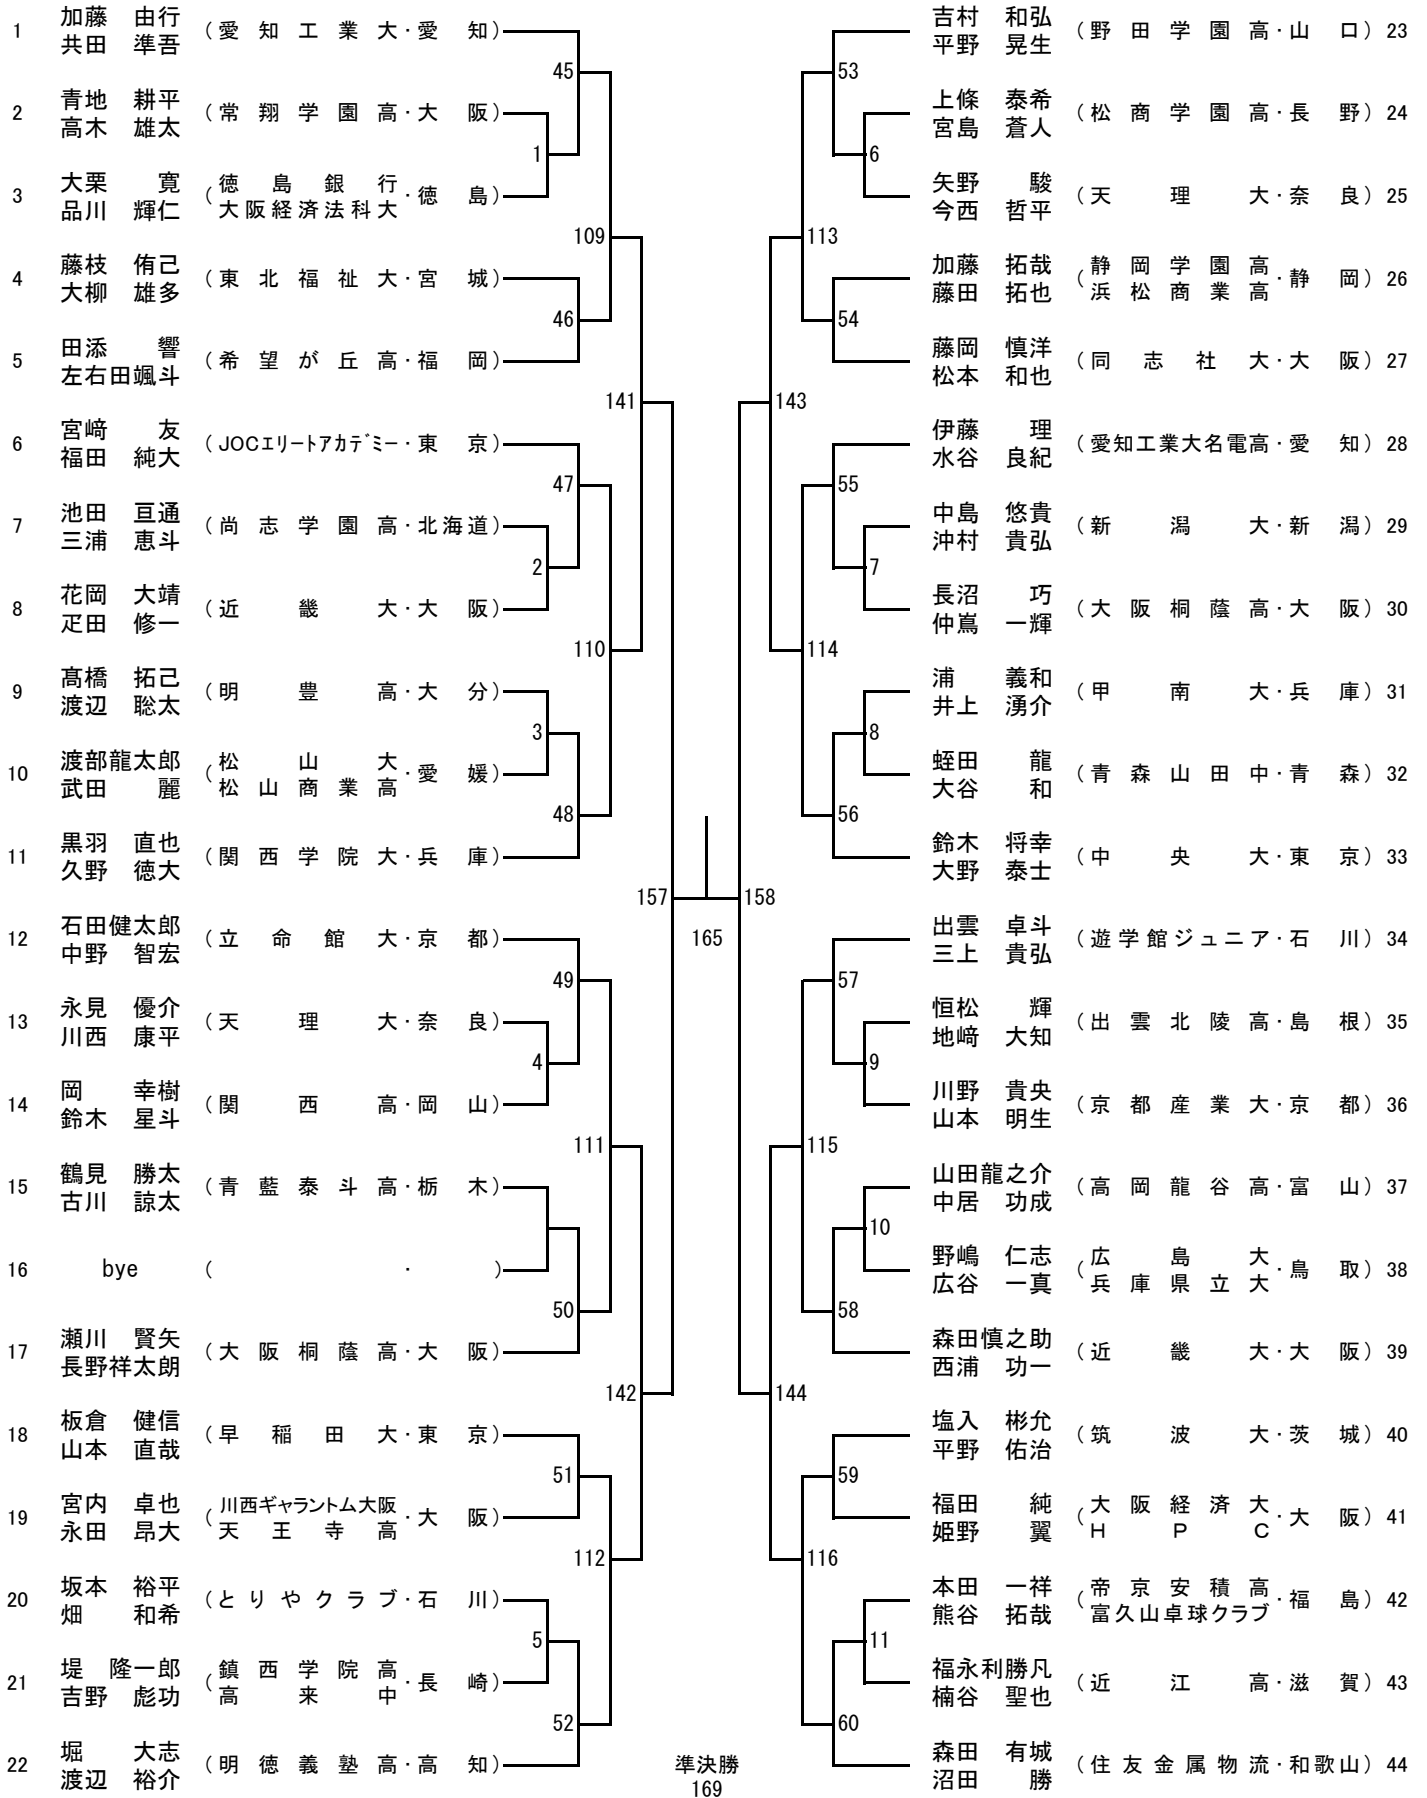 1 加藤 由行 共田 準吾 (愛知工業大・愛知)
2 青地 耕平 高木 雄太 (常翔学園高・大阪)
3 大栗 寛 品川 輝仁 (徳島銀行 大阪経済法科大・徳島)
4 藤枝 侑己 大柳 雄多 (東北福祉大・宮城)
5 田添 響 左右田颯斗 (希望が丘高・福岡)
6 宮﨑 友 福田 純大 (JOCエリートアカデミー・東京)
7 池田 亘通 三浦 恵斗 (尚志学園高・北海道)
8 花岡 大靖 疋田 修一 (近畿大・大阪)
9 髙橋 拓己 渡辺 聡太 (明豊高・大分)
10 渡部龍太郎 武田 麗 (松山大 松山商業高・愛媛)
11 黒羽 直也 久野 徳大 (関西学院大・兵庫)
12 石田健太郎 中野 智宏 (立命館大・京都)
13 永見 優介 川西 康平 (天理大・奈良)
14 岡 幸樹 鈴木 星斗 (関西高・岡山)
15 鶴見 勝太 古川 諒太 (青藍泰斗高・栃木)
16 bye ( ・ )
17 瀬川 賢矢 長野祥太朗 (大阪桐蔭高・大阪)
18 板倉 健信 山本 直哉 (早稲田大・東京)
19 宮内 卓也 永田 昂大 (川西ギャラントム大阪 天王寺高・大阪)
20 坂本 裕平 畑 和希 (とりやクラブ・石川)
21 堤 隆一郎 吉野 彪功 (鎮西学院高 高来中・長崎)
22 堀 大志 渡辺 裕介 (明徳義塾高・高知)
45
1
109
46
141
47
2
110
3
48
157
49
4
111
50
142
51
112
5
52
165
準決勝
169
53
6
113
54
143
55
7
114
8
56
158
57
9
115
10
58
144
59
116
11
60
吉村 和弘 平野 晃生 (野田学園高・山口) 23
上條 泰希 宮島 蒼人 (松商学園高・長野) 24
矢野 駿 今西 哲平 (天理大・奈良) 25
加藤 拓哉 藤田 拓也 (静岡学園高 浜松商業高・静岡) 26
藤岡 慎洋 松本 和也 (同志社大・大阪) 27
伊藤 理 水谷 良紀 (愛知工業大名電高・愛知) 28
中島 悠貴 沖村 貴弘 (新潟大・新潟) 29
長沼 巧 仲嶌 一輝 (大阪桐蔭高・大阪) 30
浦 義和 井上 湧介 (甲南大・兵庫) 31
蛭田 龍 大谷 和 (青森山田中・青森) 32
鈴木 将幸 大野 泰士 (中央大・東京) 33
出雲 卓斗 三上 貴弘 (遊学館ジュニア・石川) 34
恒松 輝 地﨑 大知 (出雲北陵高・島根) 35
川野 貴央 山本 明生 (京都産業大・京都) 36
山田龍之介 中居 功成 (高岡龍谷高・富山) 37
野嶋 仁志 広谷 一真 (広島大 兵庫県立大・鳥取) 38
森田慎之助 西浦 功一 (近畿大・大阪) 39
塩入 彬允 平野 佑治 (筑波大・茨城) 40
福田 純 姫野 翼 (大阪経済大 HPC・大阪) 41
本田 一祥 熊谷 拓哉 (帝京安積高 富久山卓球クラブ・福島) 42
福永利勝凡 楠谷 聖也 (近江高・滋賀) 43
森田 有城 沼田 勝 (住友金属物流・和歌山) 44